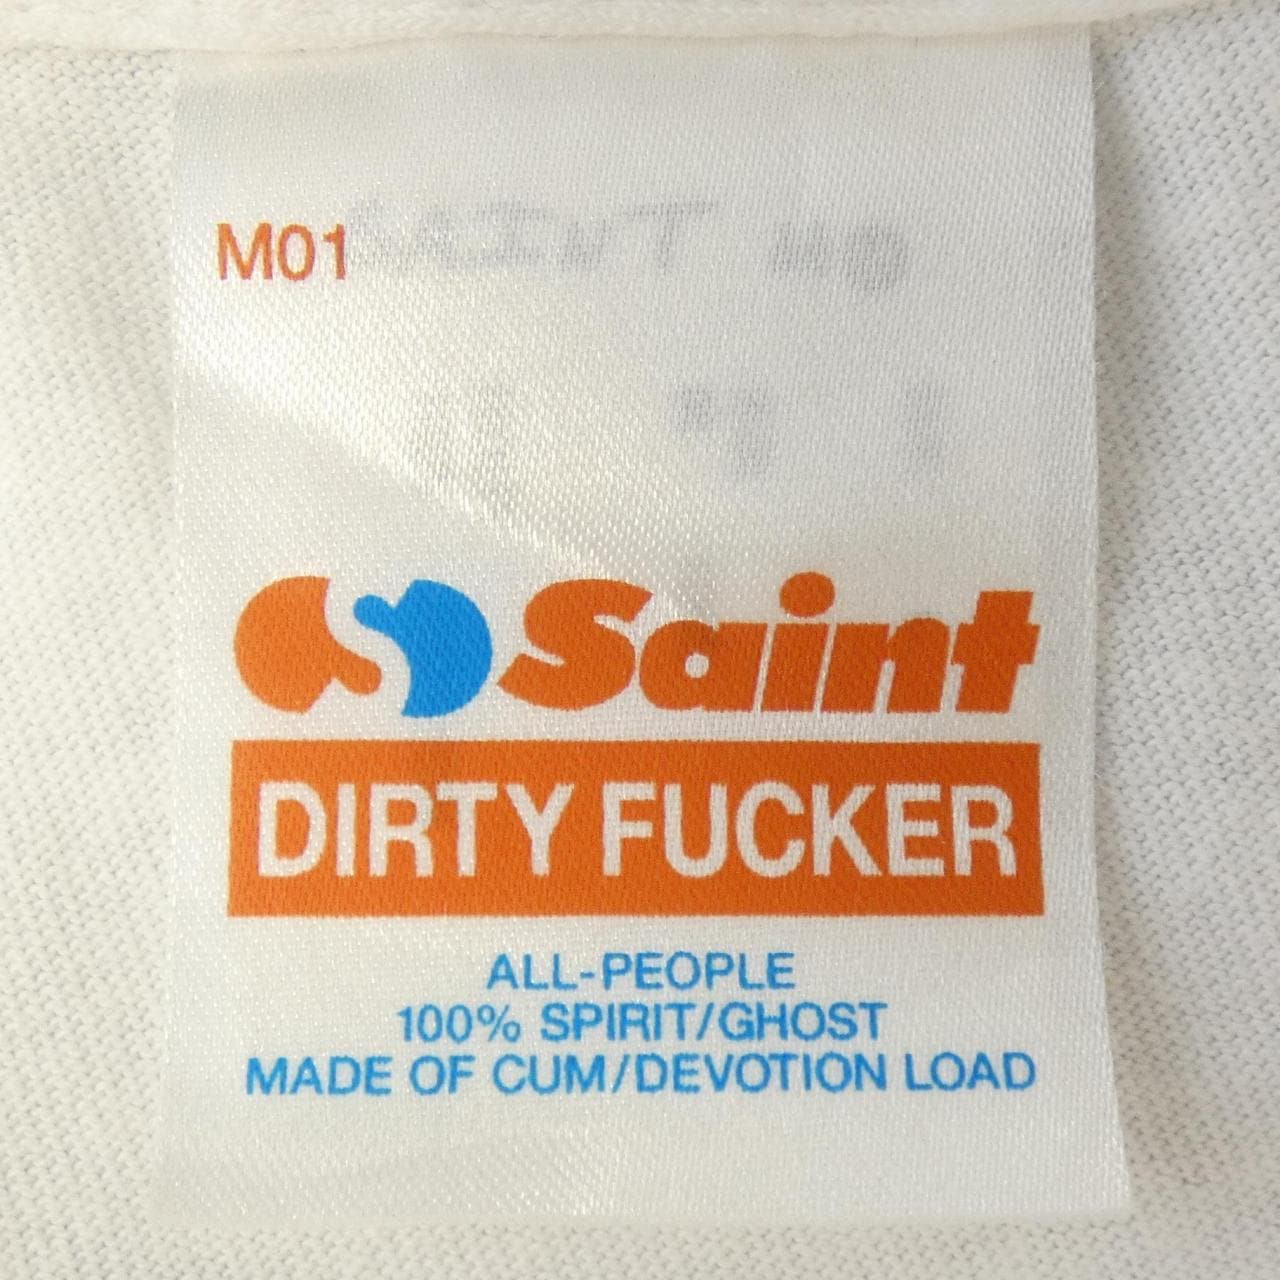 M01
Saint
DIRTY FUCKER
ALL-PEOPLE
100% SPIRIT/GHOST
MADE OF CUM/DEVOTION LOAD